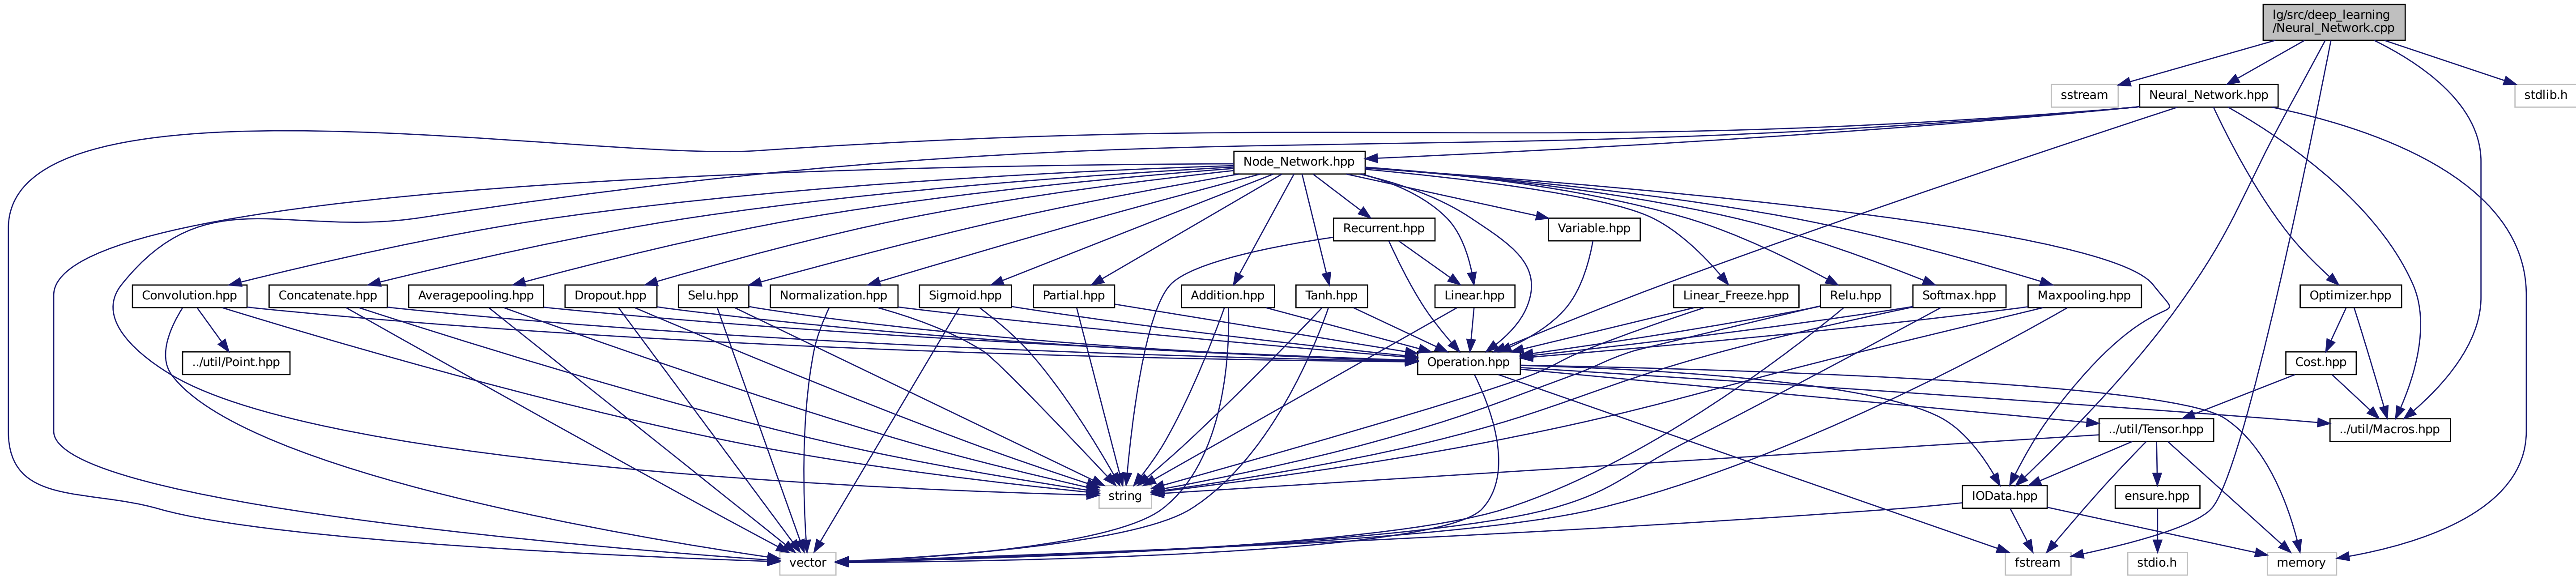 lg/src/deep_learning
/Neural_Network.cpp
sstream
Neural_Network.hpp
stdlib.h
Node_Network.hpp
Recurrent.hpp
Variable.hpp
Convolution.hpp
Concatenate.hpp
Averagepooling.hpp
Dropout.hpp
Selu.hpp
Normalization.hpp
Sigmoid.hpp
Partial.hpp
Addition.hpp
Tanh.hpp
Linear.hpp
Linear_Freeze.hpp
Relu.hpp
Softmax.hpp
Maxpooling.hpp
Optimizer.hpp
../util/Point.hpp
Operation.hpp
Cost.hpp
../util/Tensor.hpp
../util/Macros.hpp
string
IOData.hpp
ensure.hpp
vector
fstream
stdio.h
memory